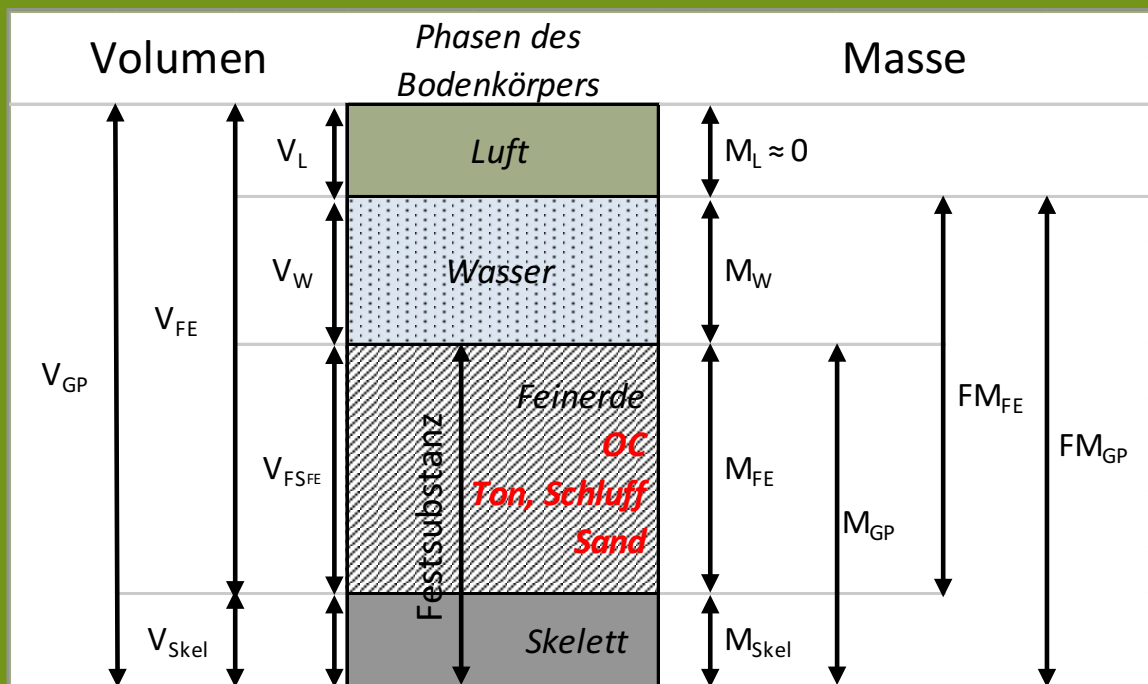 Volumen
Phasen des
Bodenkörpers
Masse
V_L
Luft
M_L ≈ 0
V_W
Wasser
M_W
V_FE
V_GP
Feinerde
OC
Ton, Schluff
Sand
Festsubstanz
V_FSFE
M_FE
FM_FE
FM_GP
M_GP
V_Skel
Skelett
M_Skel